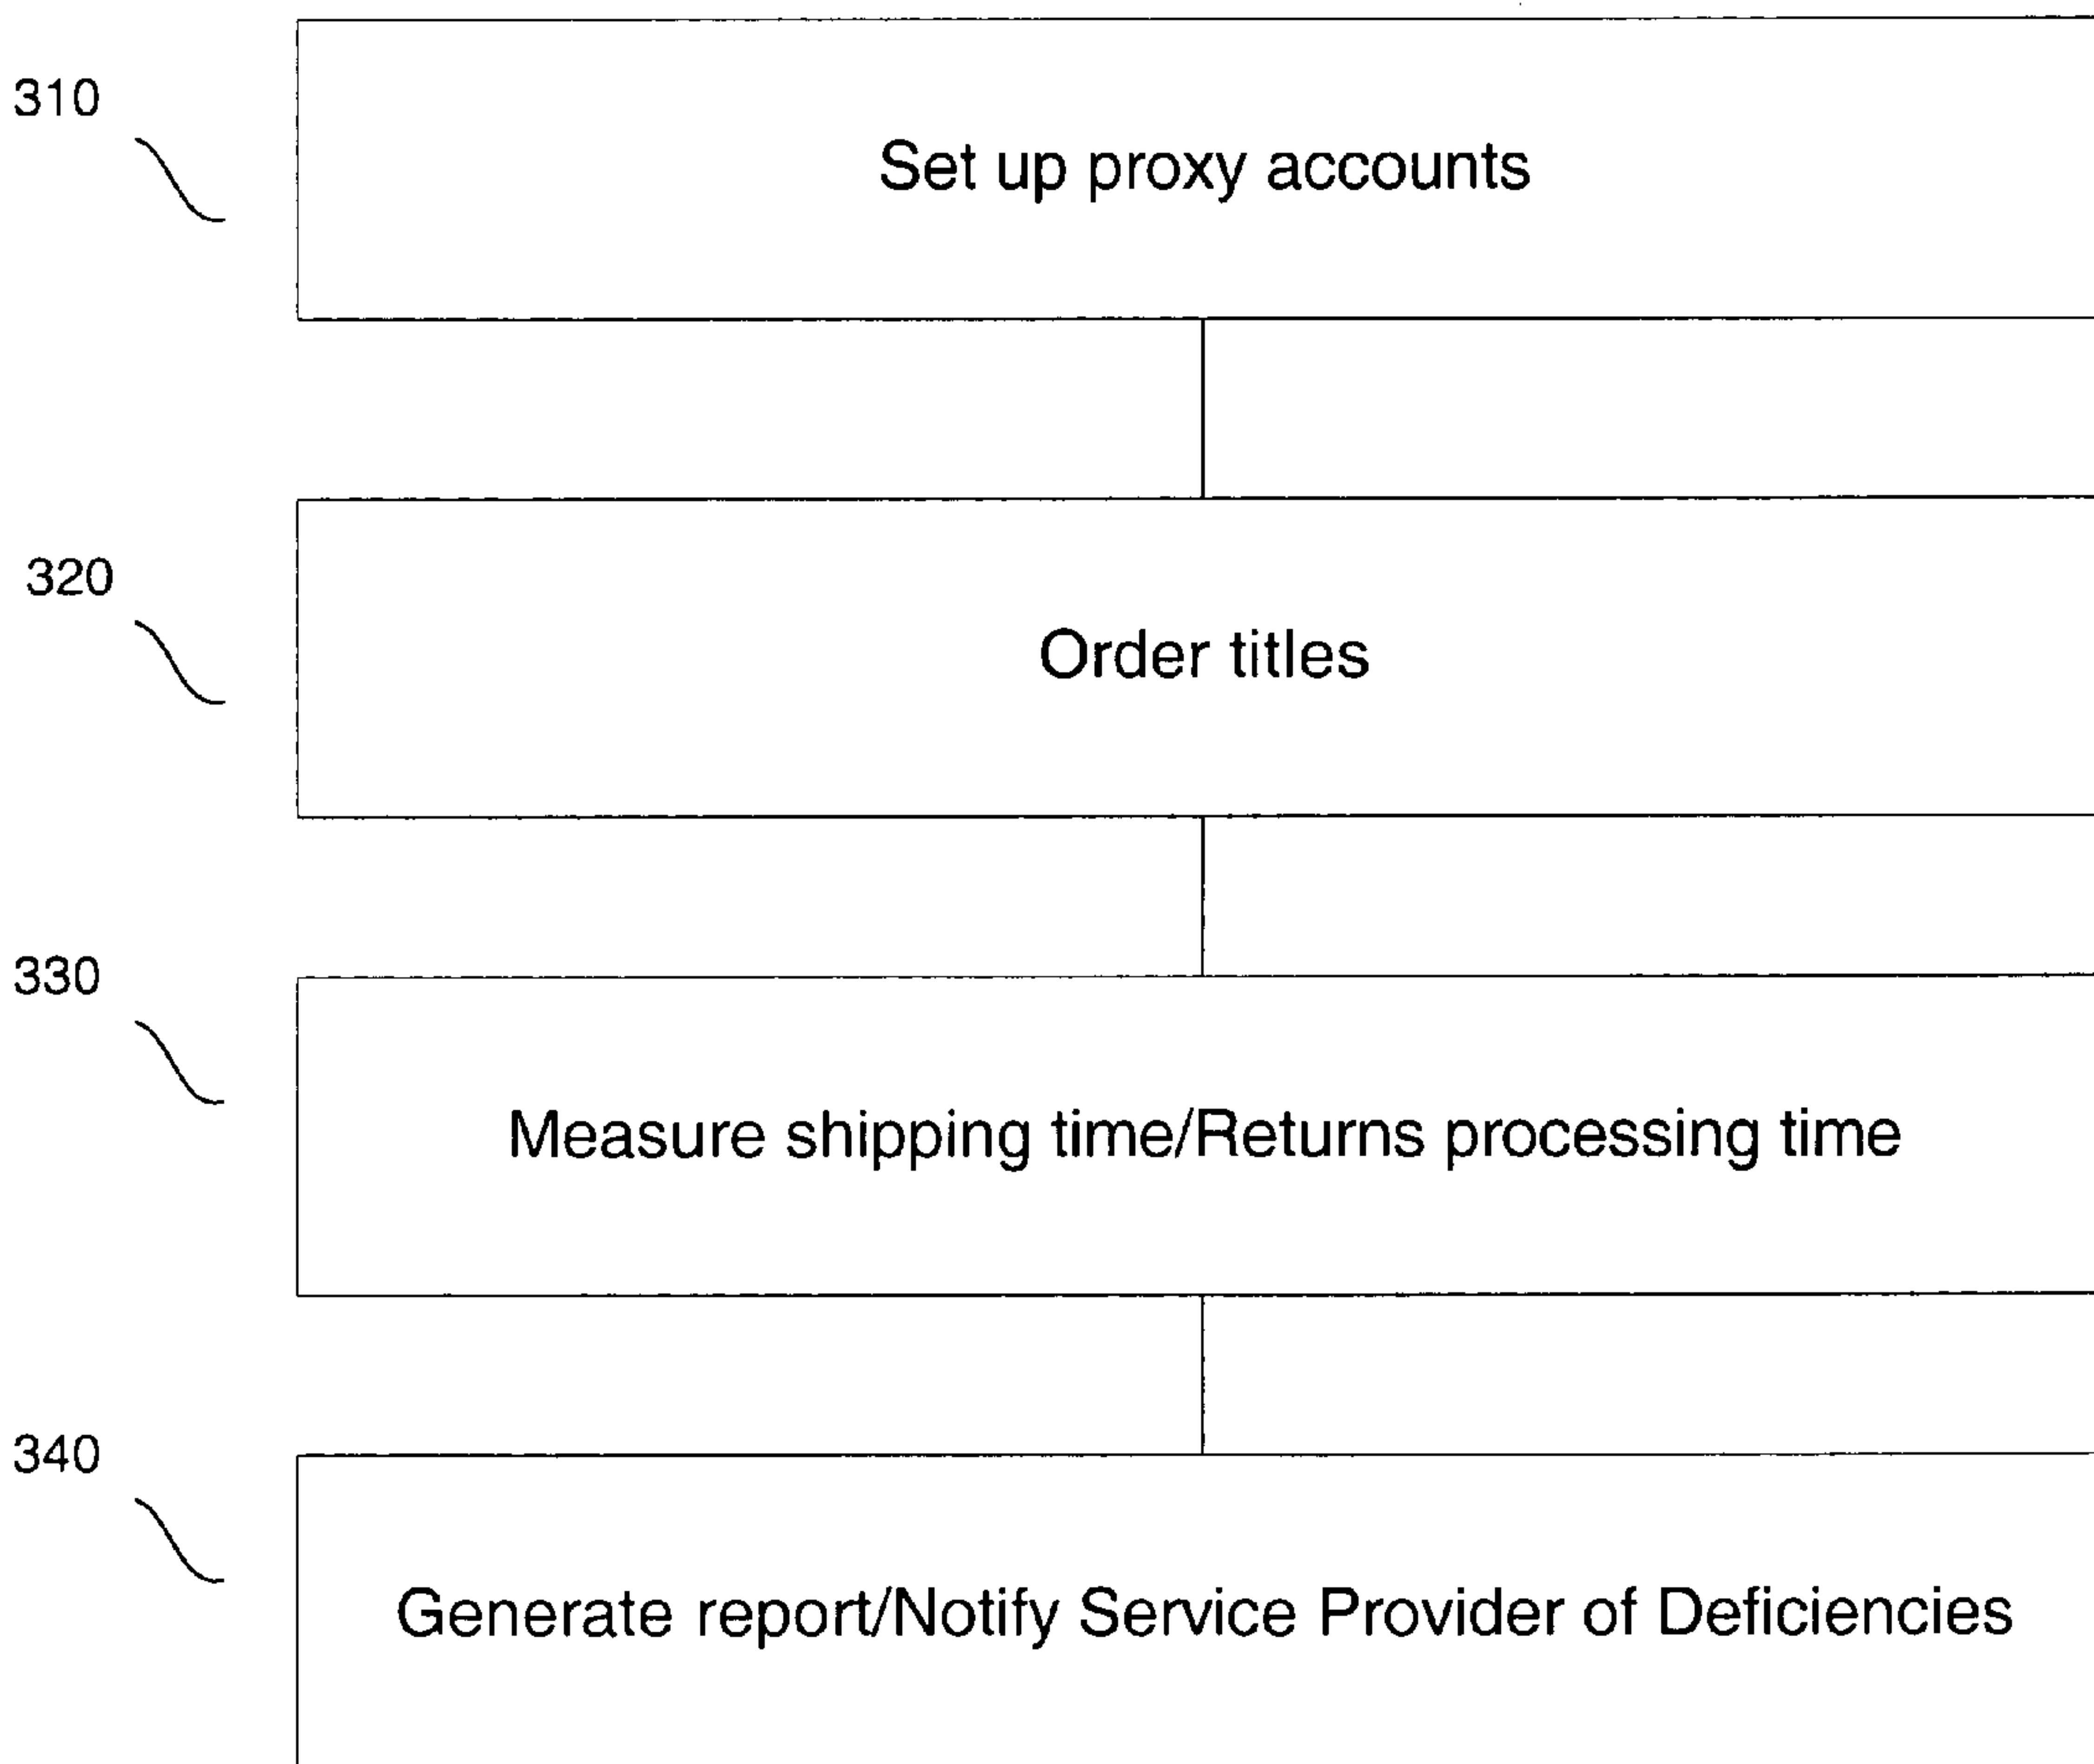 310
Set up proxy accounts
320
Order titles
330
Measure shipping time/Returns processing time
340
Generate report/Notify Service Provider of Deficiencies